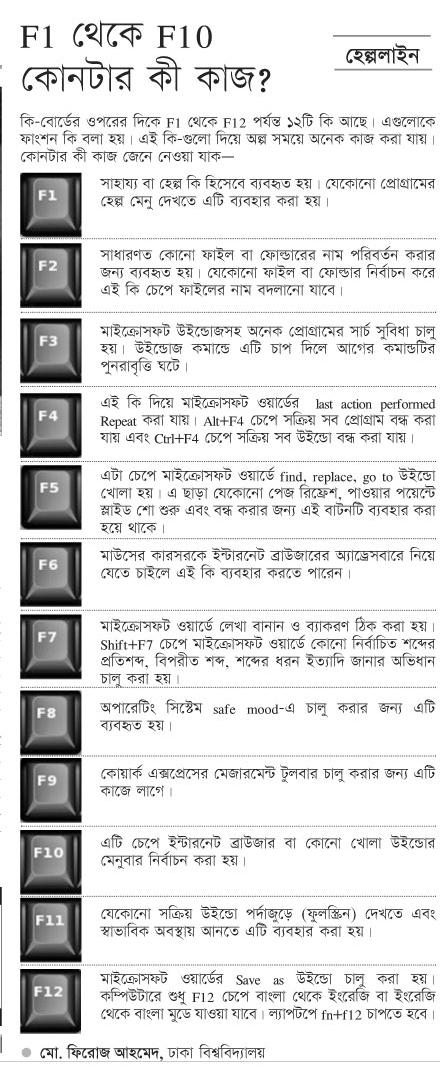 F1 থেকে F10
কোনটার কী কাজ?
হেল্পলাইন
কি-বোর্ডের ওপরের দিকে F1 থেকে F12 পর্যন্ত ১২টি কি আছে। এগুলোকে
ফাংশন কি বলা হয়। এই কি-গুলো দিয়ে অল্প সময়ে অনেক কাজ করা যায়।
কোনটার কী কাজ জেনে নেওয়া যাক—
F1
সাহায্য বা হেল্প কি হিসেবে ব্যবহৃত হয়। যেকোনো প্রোগ্রামের
হেল্প মেনু দেখতে এটি ব্যবহার করা হয়।
F2
সাধারণত কোনো ফাইল বা ফোল্ডারের নাম পরিবর্তন করার
জন্য ব্যবহৃত হয়। যেকোনো ফাইল বা ফোল্ডার নির্বাচন করে
এই কি চেপে ফাইলের নাম বদলানো যাবে।
F3
মাইক্রোসফট উইন্ডোজসহ অনেক প্রোগ্রামের সার্চ সুবিধা চালু
হয়। উইন্ডোজ কমান্ডে এটি চাপ দিলে আগের কমান্ডটির
পুনরাবৃত্তি ঘটে।
F4
এই কি দিয়ে মাইক্রোসফট ওয়ার্ডের last action performed
Repeat করা যায়। Alt+F4 চেপে সক্রিয় সব প্রোগ্রাম বন্ধ করা
যায় এবং Ctrl+F4 চেপে সক্রিয় সব উইন্ডো বন্ধ করা যায়।
F5
এটা চেপে মাইক্রোসফট ওয়ার্ডে find, replace, go to উইন্ডো
খোলা হয়। এ ছাড়া যেকোনো পেজ রিফ্রেশ, পাওয়ার পয়েন্টে
স্লাইড শো শুরু এবং বন্ধ করার জন্য এই বাটনটি ব্যবহার করা
হয়ে থাকে।
F6
মাউসের কারসরকে ইন্টারনেট ব্রাউজারের অ্যাড্রেসবারে নিয়ে
যেতে চাইলে এই কি ব্যবহার করতে পারেন।
F7
মাইক্রোসফট ওয়ার্ডে লেখা বানান ও ব্যাকরণ ঠিক করা হয়।
Shift+F7 চেপে মাইক্রোসফট ওয়ার্ডে কোনো নির্বাচিত শব্দের
প্রতিশব্দ, বিপরীত শব্দ, শব্দের ধরন ইত্যাদি জানার অভিধান
চালু করা হয়।
F8
অপারেটিং সিস্টেম safe mood-এ চালু করার জন্য এটি
ব্যবহৃত হয়।
F9
কোয়ার্ক এক্সপ্রেসের মেজারমেন্ট টুলবার চালু করার জন্য এটি
কাজে লাগে।
F10
এটি চেপে ইন্টারনেট ব্রাউজার বা কোনো খোলা উইন্ডোর
মেনুবার নির্বাচন করা হয়।
F11
যেকোনো সক্রিয় উইন্ডো পর্দাজুড়ে (ফুলস্ক্রিন) দেখতে এবং
স্বাভাবিক অবস্থায় আনতে এটি ব্যবহার করা হয়।
F12
মাইক্রোসফট ওয়ার্ডের Save as উইন্ডো চালু করা হয়।
কম্পিউটারে শুধু F12 চেপে বাংলা থেকে ইংরেজি বা ইংরেজি
থেকে বাংলা মুডে যাওয়া যাবে। ল্যাপটপে fn+f12 চাপতে হবে।
● মো. ফিরোজ আহমেদ, ঢাকা বিশ্ববিদ্যালয়